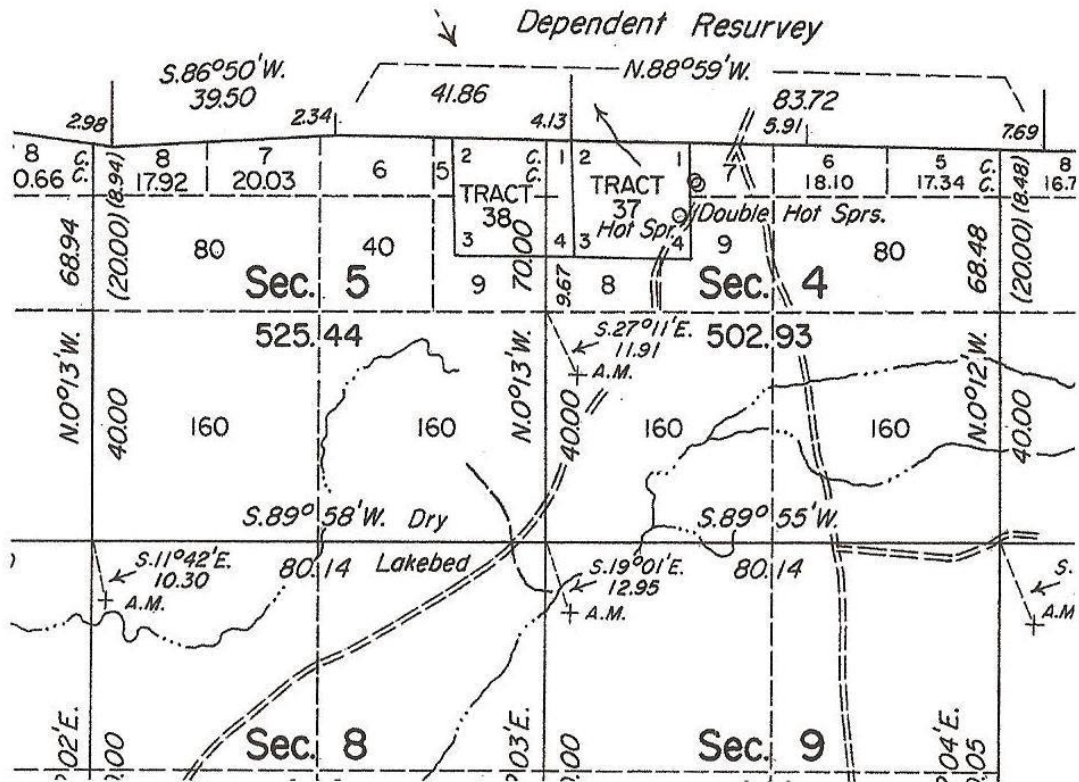 Dependent Resurvey
S.86°50'W.
39.50
N.88°59'W.
41.86
83.72
2.98
2.34
4.13
5.91
7.69
8
0.66
C.
C.
8
17.92
7
20.03
6
5
2
1
C.
C.
2
1
7
6
18.10
5
17.34
C.
C.
8
16.7
(20.00) (8.94)
TRACT
38
TRACT
37
Hot Spr.
Double Hot Sprs.
(20.00) (8.48)
68.94
80
40
3
4
3
4
9
80
68.48
70.00
Sec. 5
9
9.67
8
Sec. 4
525.44
S.27°11'E.
11.91
502.93
A.M.
N.0°13'W.
40.00
160
160
N.0°13'W.
40.00
160
160
N.0°12'W.
40.00
S.89°58'W. Dry
S.89°55'W.
80.14 Lakebed
80.14
S.11°42'E.
10.30
A.M.
S.19°01'E.
12.95
A.M.
S.
A.M
02'E.
.00
Sec. 8
03'E.
.00
Sec. 9
04'E.
.05